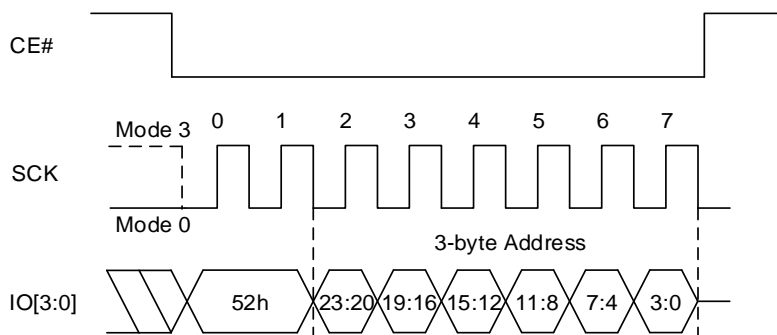 CE#
Mode 3
0 1 2 3 4 5 6 7
SCK
Mode 0
3-byte Address
IO[3:0]
52h 23:20 19:16 15:12 11:8 7:4 3:0